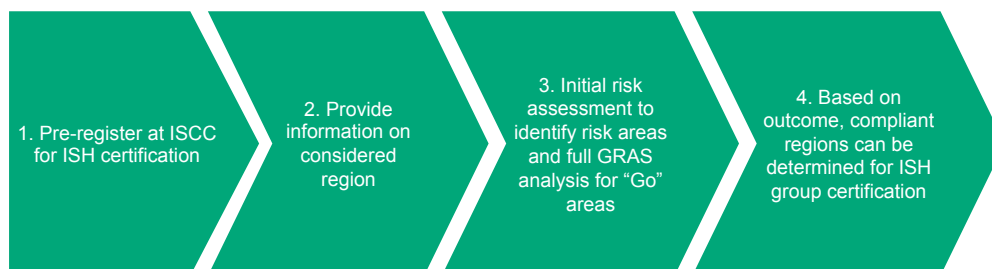 1. Pre-register at ISCC
for ISH certification
2. Provide
information on
considered
region
3. Initial risk
assessment to
identify risk areas
and full GRAS
analysis for “Go”
areas
4. Based on
outcome, compliant
regions can be
determined for ISH
group certification